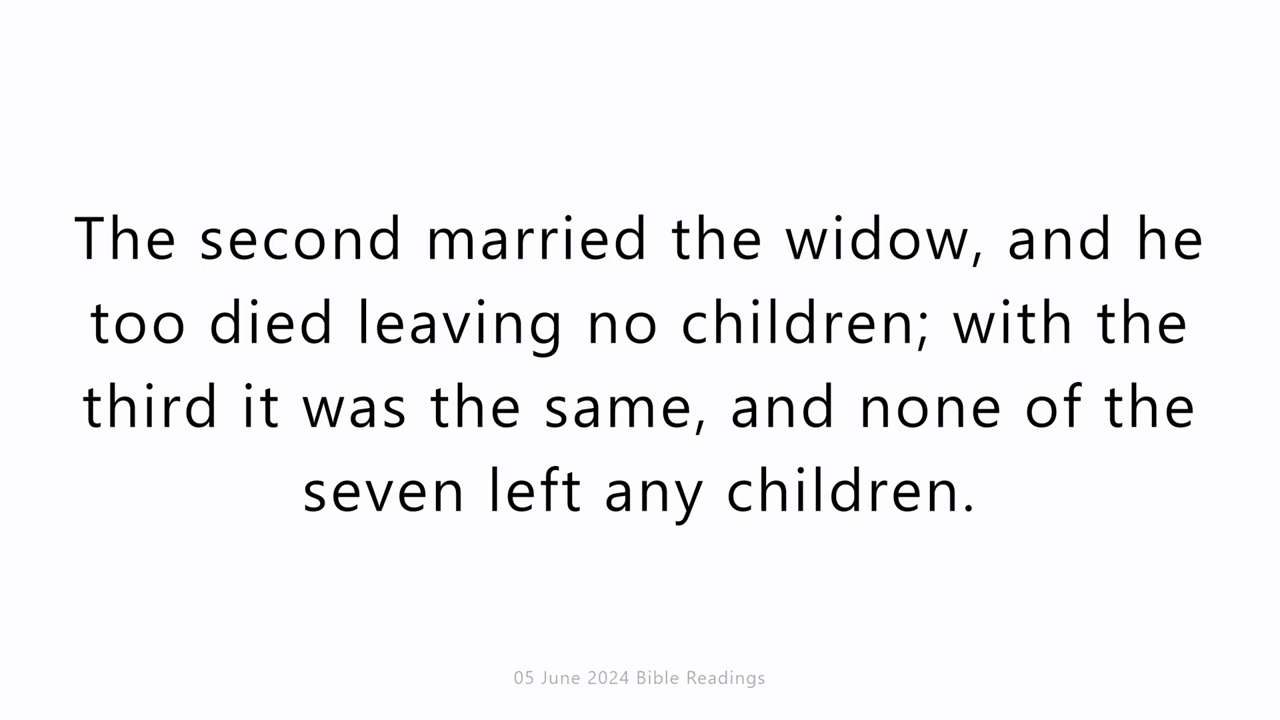 The second married the widow, and he
too died leaving no children; with the
third it was the same, and none of the
seven left any children.
05 June 2024 Bible Readings